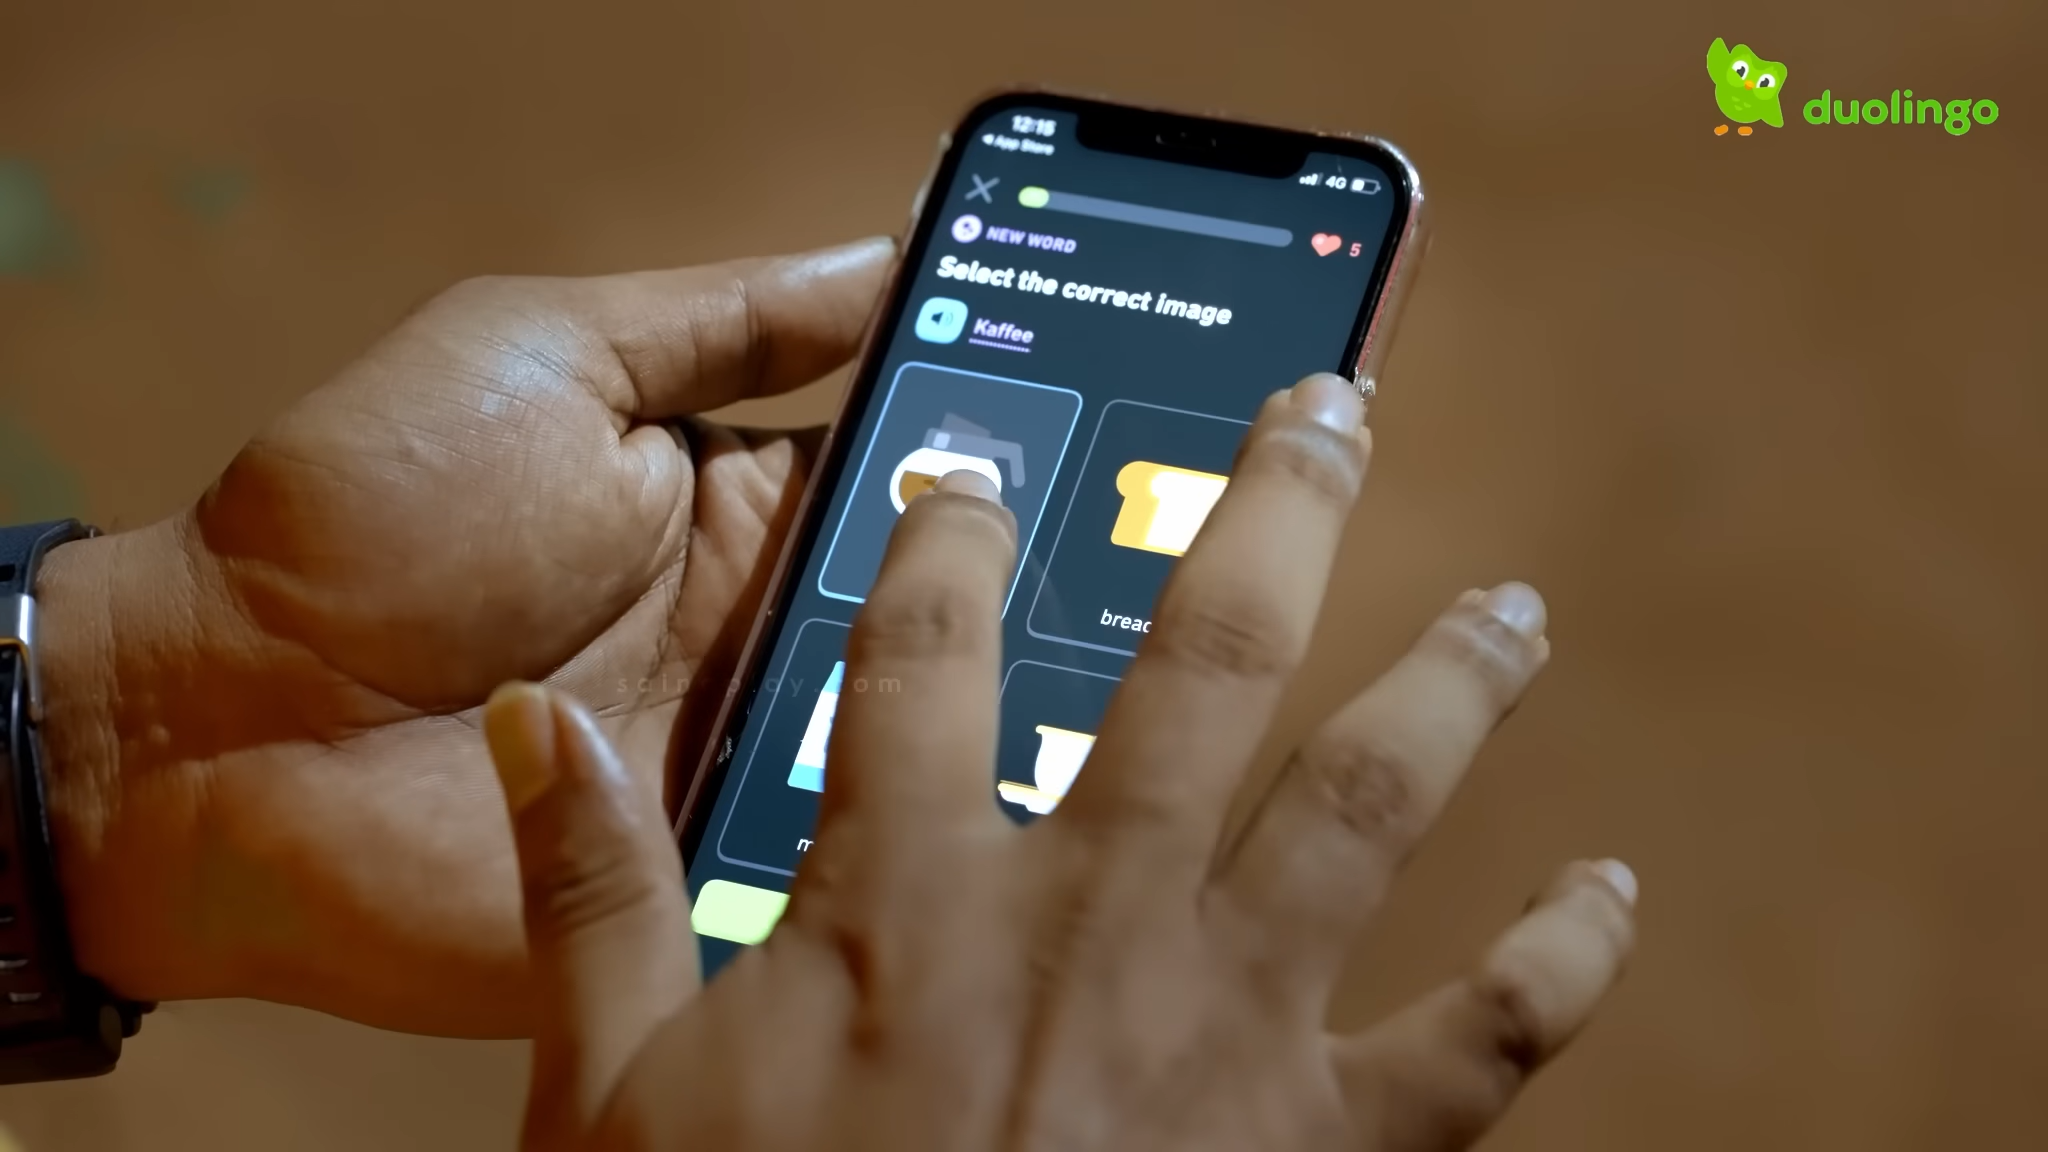 duolingo
12:15
◀ App Store
4G
NEW WORD
5
Select the correct image
Kaffee